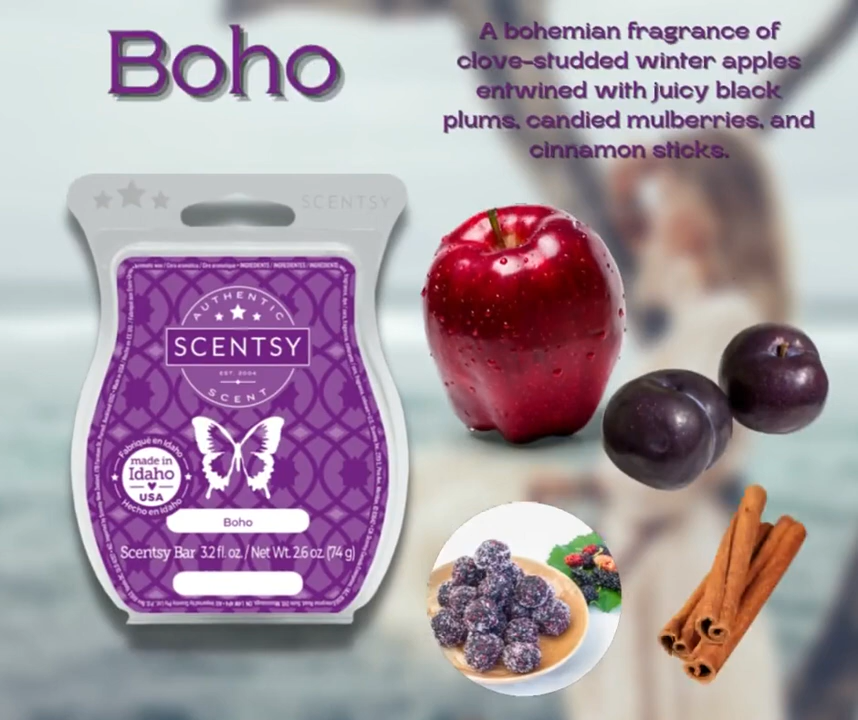 Boho
A bohemian fragrance of
clove-studded winter apples
entwined with juicy black
plums, candied mulberries, and
cinnamon sticks.
SCENTSY
AUTHENTIC
SCENTSY
EST. 2004
SCENT
Fabriqué en Idaho
made in
Idaho
USA
Hecho en Idaho
Boho
Scentsy Bar 3.2 fl. oz. / Net Wt. 2.6 oz. (74 g)